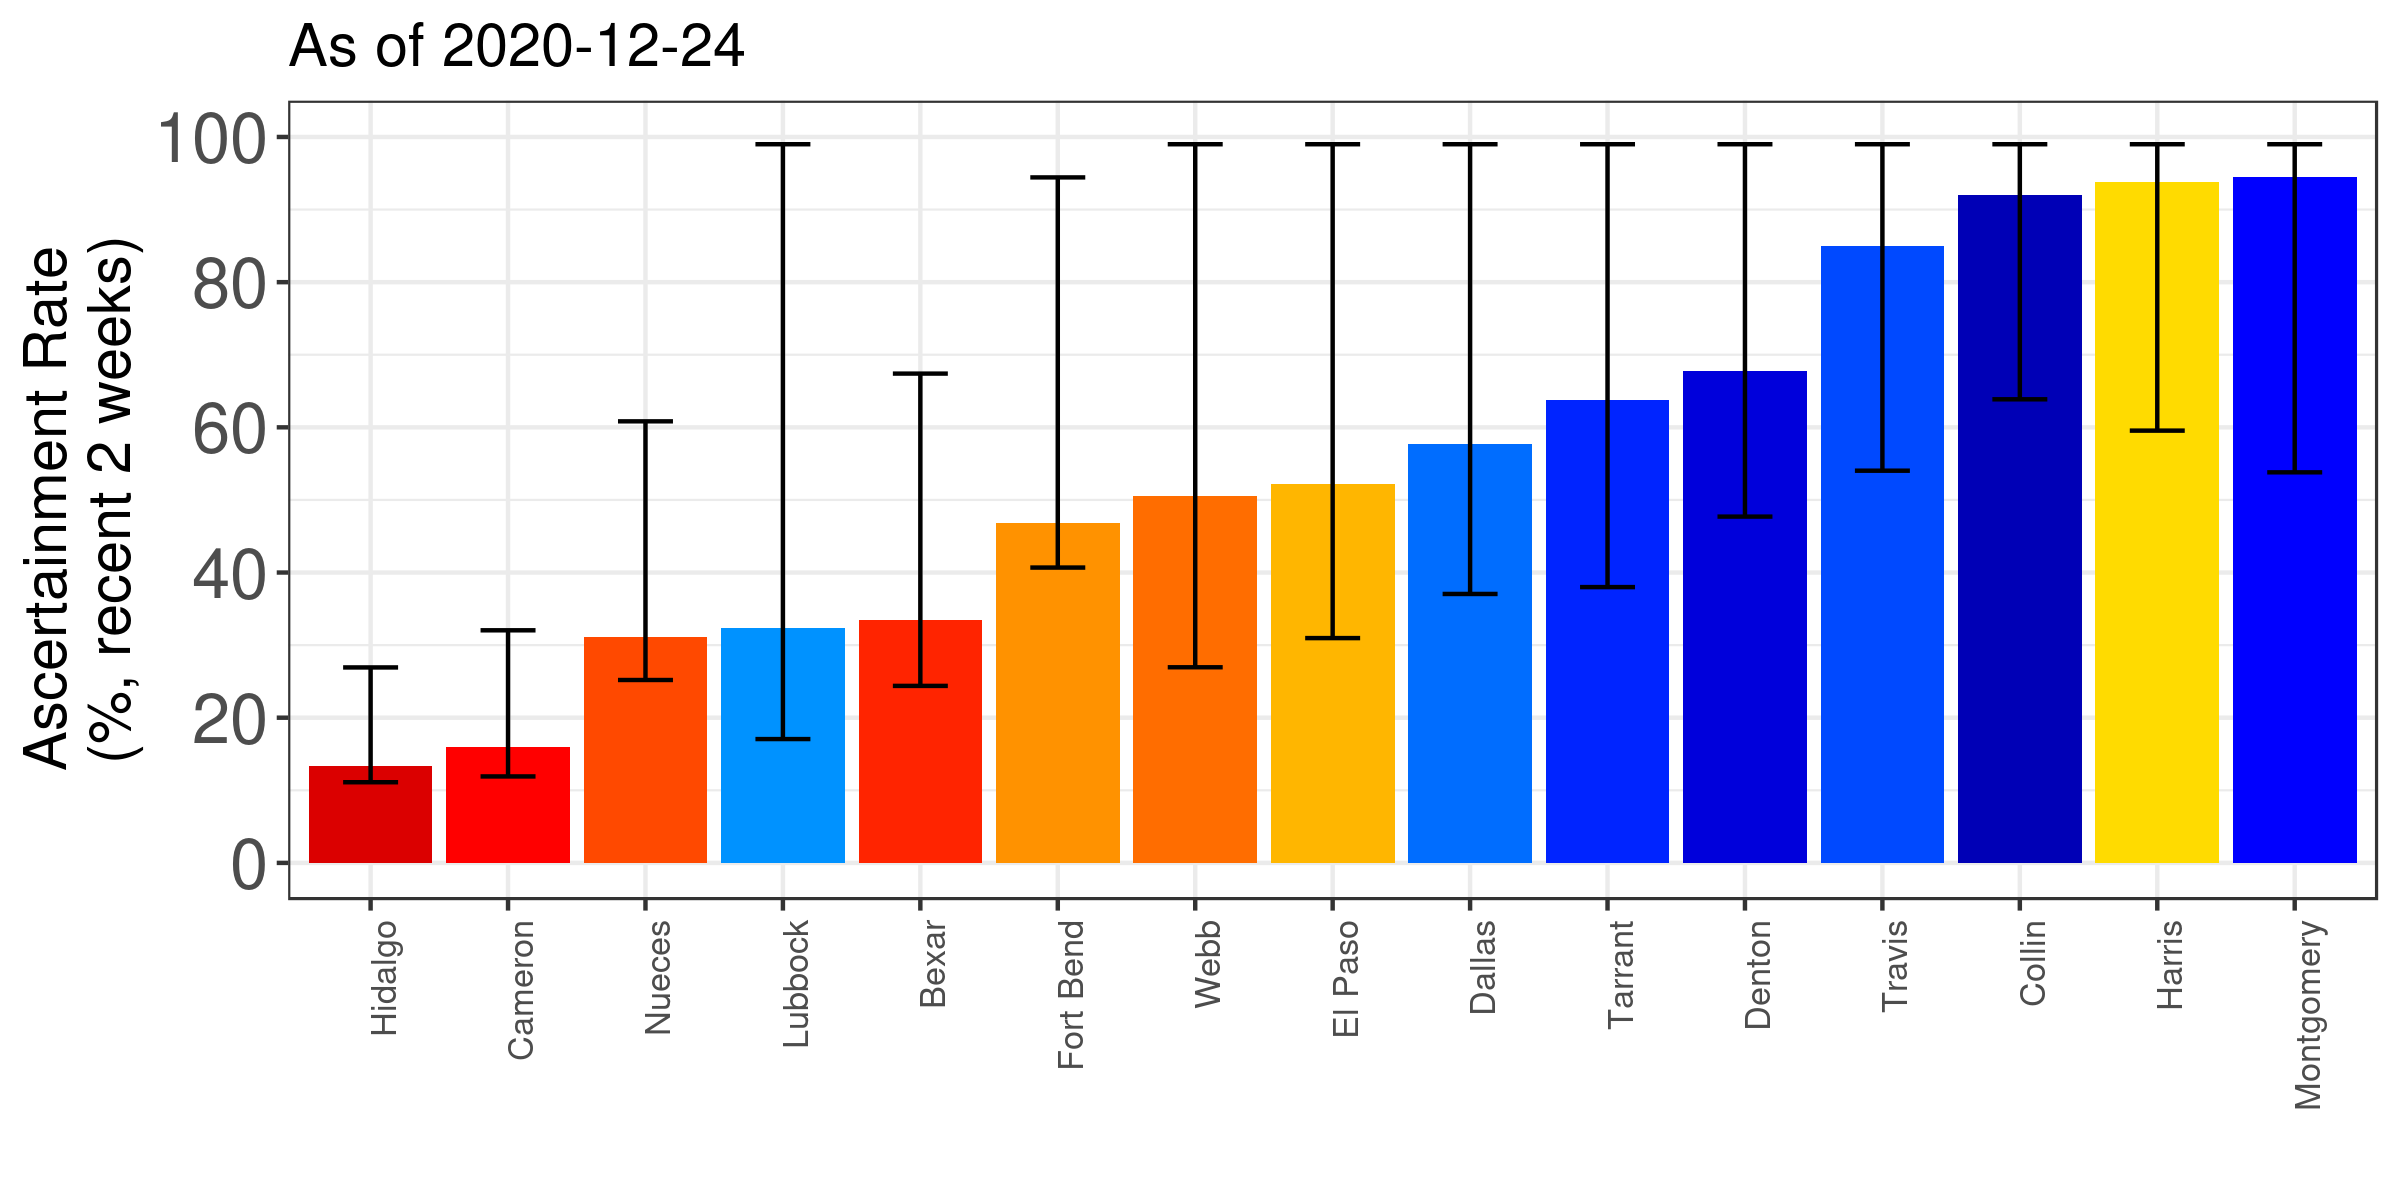 As of 2020-12-24
Ascertainment Rate
(%, recent 2 weeks)
100
80
60
40
20
0
Hidalgo
Cameron
Nueces
Lubbock
Bexar
Fort Bend
Webb
El Paso
Dallas
Tarrant
Denton
Travis
Collin
Harris
Montgomery